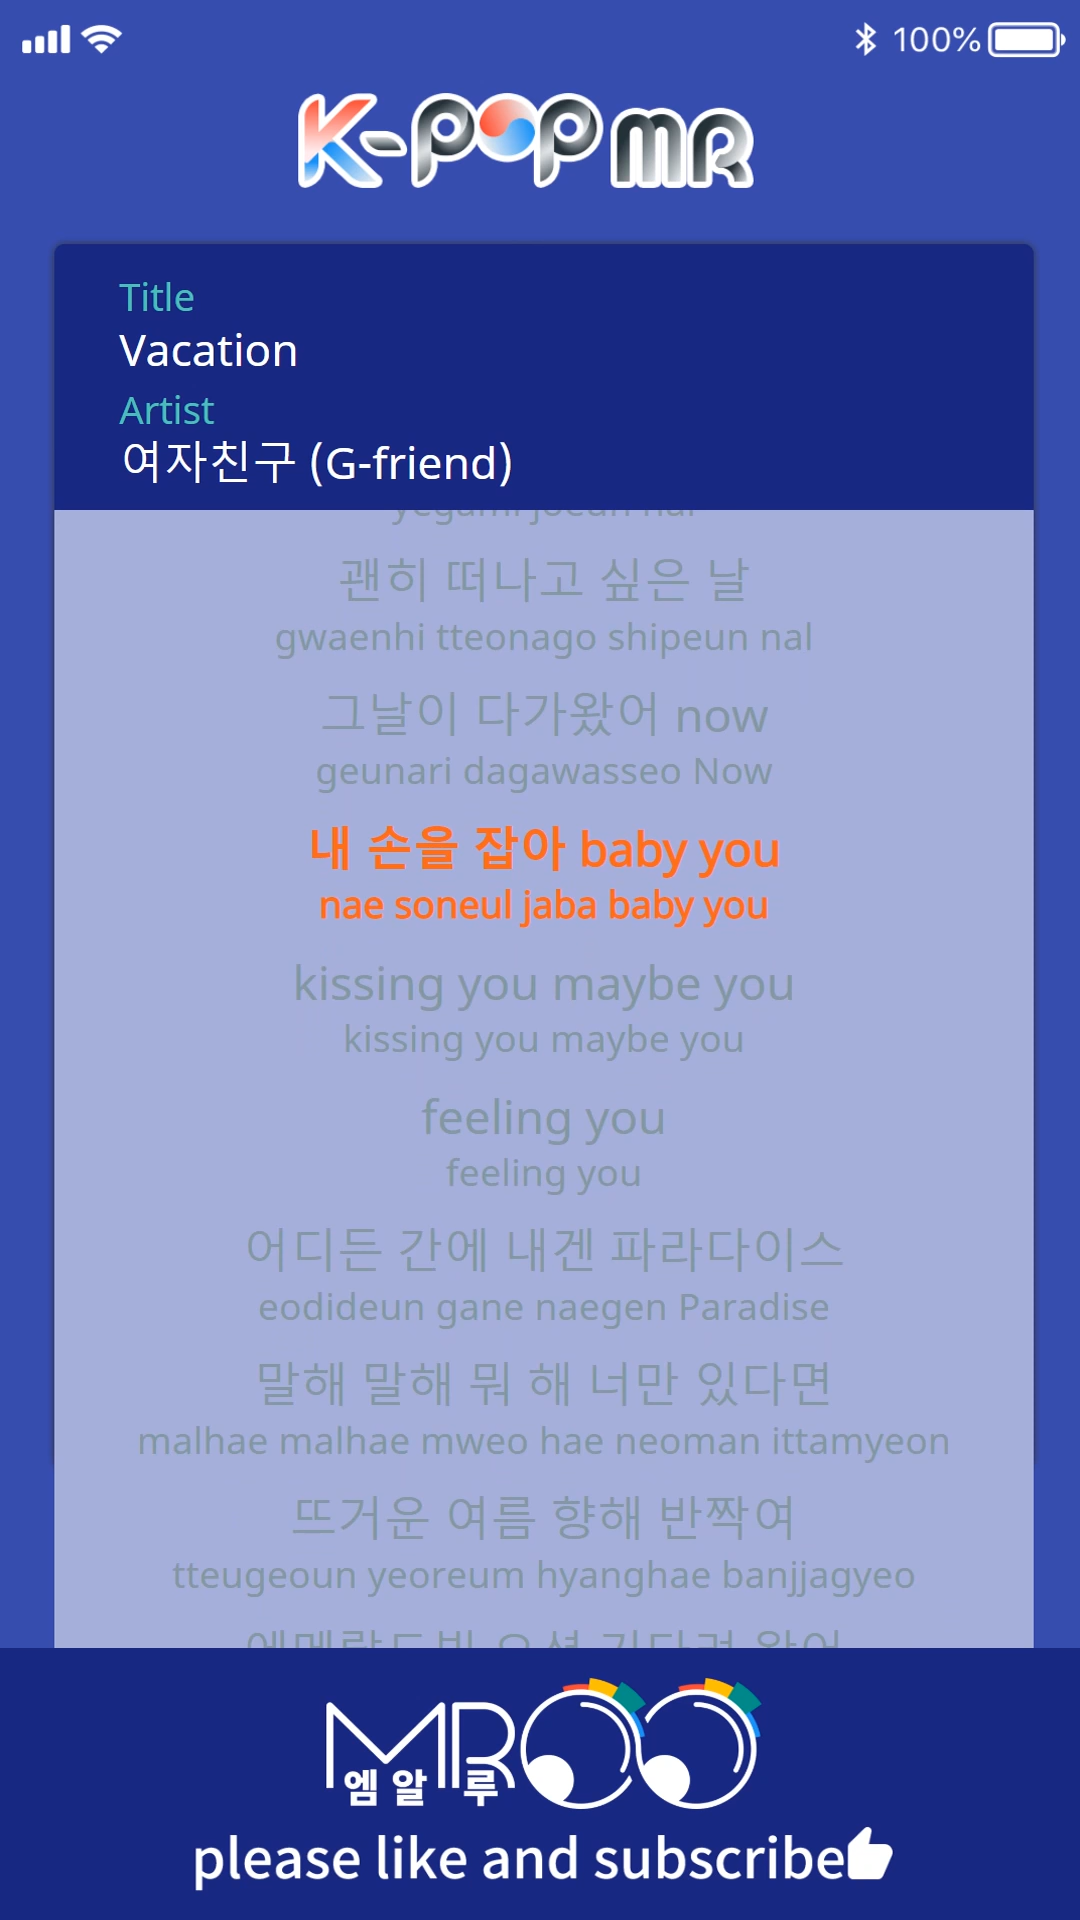 100%
K-POP MR
Title
Vacation
Artist
여자친구 (G-friend)
yegami joeun nal
괜히 떠나고 싶은 날
gwaenhi tteonago shipeun nal
그날이 다가왔어 now
geunari dagawasseo Now
내 손을 잡아 baby you
nae soneul jaba baby you
kissing you maybe you
kissing you maybe you
feeling you
feeling you
어디든 간에 내겐 파라다이스
eodideun gane naegen Paradise
말해 말해 뭐 해 너만 있다면
malhae malhae mweo hae neoman ittamyeon
뜨거운 여름 향해 반짝여
tteugeoun yeoreum hyanghae banjjagyeo
MROO
엠알루
please like and subscribe